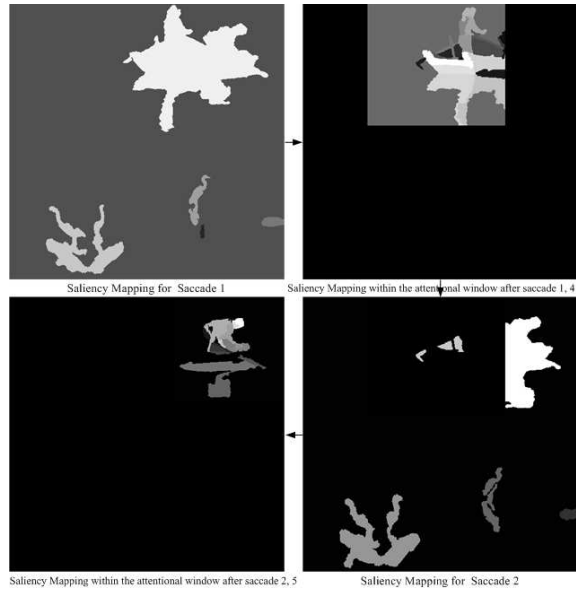 Saliency Mapping for Saccade 1
Saliency Mapping within the attentional window after saccade 1, 4
Saliency Mapping within the attentional window after saccade 2, 5
Saliency Mapping for Saccade 2